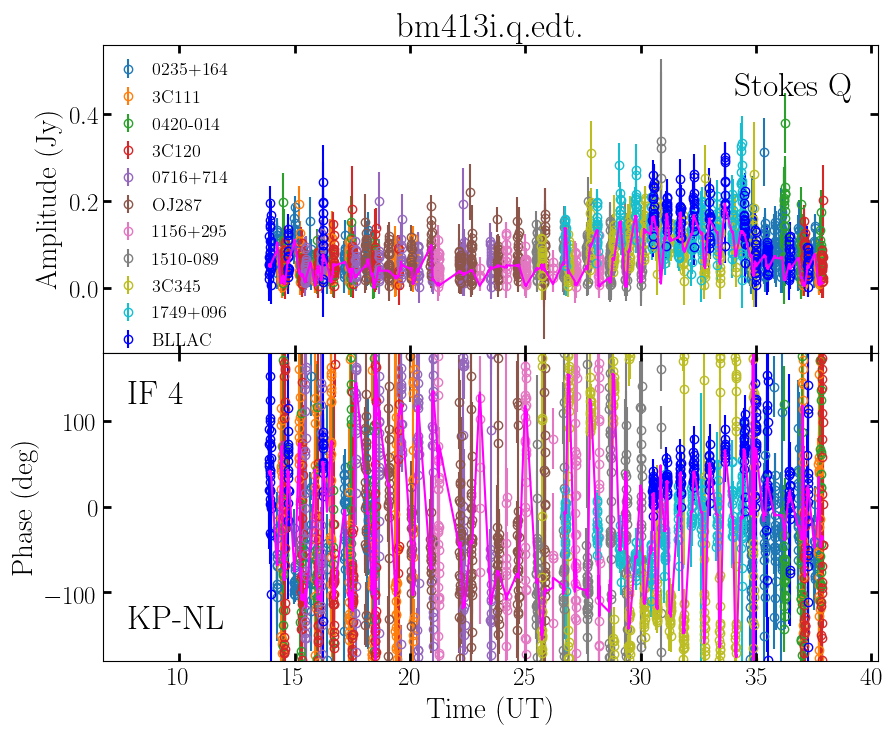 bm413i.q.edt.
Stokes Q
Amplitude (Jy)
0.4
0.2
0.0
0235+164
3C111
0420-014
3C120
0716+714
OJ287
1156+295
1510-089
3C345
1749+096
BLLAC
IF 4
KP-NL
Phase (deg)
100
0
−100
10
15
20
25
30
35
40
Time (UT)